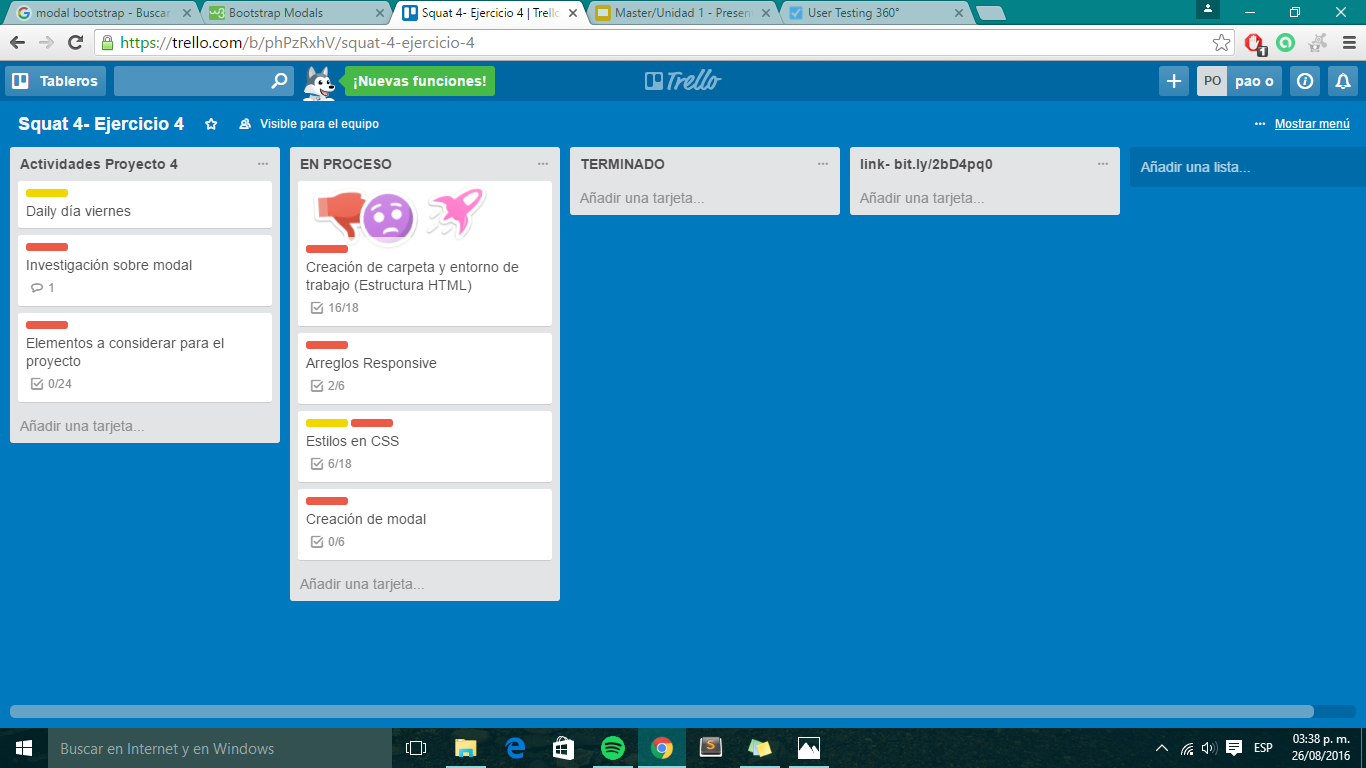 modal bootstrap - Buscar
Bootstrap Modals
Squat 4- Ejercicio 4 | Trello
Master/Unidad 1 - Present
User Testing 360°
https://trello.com/b/phPzRxhV/squat-4-ejercicio-4
1
Tableros
¡Nuevas funciones!
Trello
PO
pao o
Squat 4- Ejercicio 4
Visible para el equipo
Mostrar menú
Actividades Proyecto 4
Daily día viernes
Investigación sobre modal
1
Elementos a considerar para el
proyecto
0/24
Añadir una tarjeta...
EN PROCESO
Creación de carpeta y entorno de
trabajo (Estructura HTML)
16/18
Arreglos Responsive
2/6
Estilos en CSS
6/18
Creación de modal
0/6
Añadir una tarjeta...
TERMINADO
Añadir una tarjeta...
link- bit.ly/2bD4pq0
Añadir una tarjeta...
Añadir una lista...
Buscar en Internet y en Windows
ESP
03:38 p. m.
26/08/2016